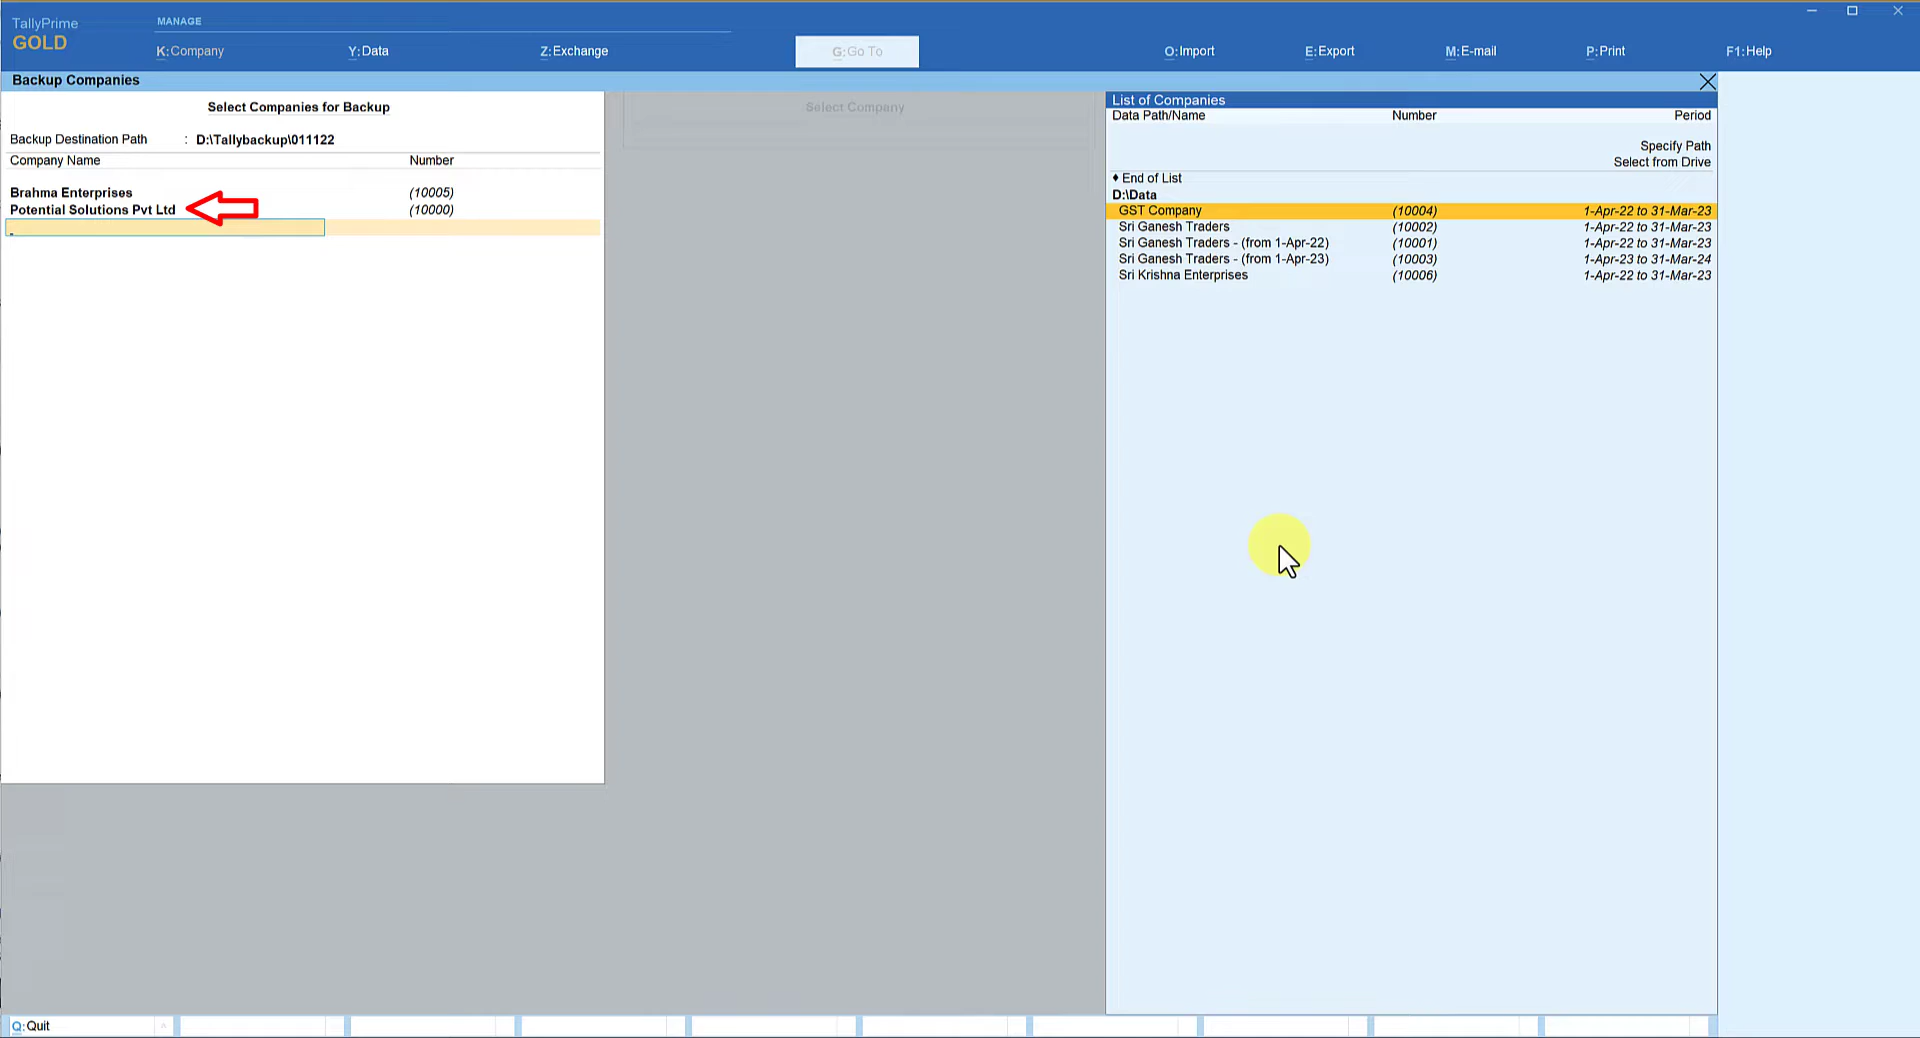 TallyPrime
GOLD
MANAGE
K:Company
Y:Data
Z:Exchange
G:Go To
O:Import
E:Export
M:E-mail
P:Print
F1:Help
Backup Companies
Select Companies for Backup
Backup Destination Path : D:\Tallybackup\011122
Company Name Number
Brahma Enterprises (10005)
Potential Solutions Pvt Ltd (10000)
Select Company
List of Companies
Data Path/Name Number Period
Specify Path
Select from Drive
♦ End of List
D:\Data
GST Company (10004) 1-Apr-22 to 31-Mar-23
Sri Ganesh Traders (10002) 1-Apr-22 to 31-Mar-23
Sri Ganesh Traders - (from 1-Apr-22) (10001) 1-Apr-22 to 31-Mar-23
Sri Ganesh Traders - (from 1-Apr-23) (10003) 1-Apr-23 to 31-Mar-24
Sri Krishna Enterprises (10006) 1-Apr-22 to 31-Mar-23
Q:Quit